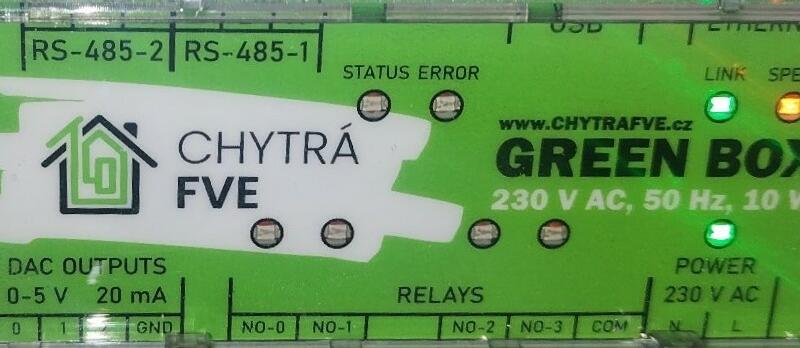 USB
RS-485-2 RS-485-1
STATUS ERROR LINK
www.CHYTRAFVE.cz
CHYTRÁ
FVE
GREEN BOX
230 V AC, 50 Hz, 10 W
DAC OUTPUTS
0-5 V 20 mA
RELAYS
POWER
230 V AC
0 1 2 GND
NO-0 NO-1 NO-2 NO-3 COM N L